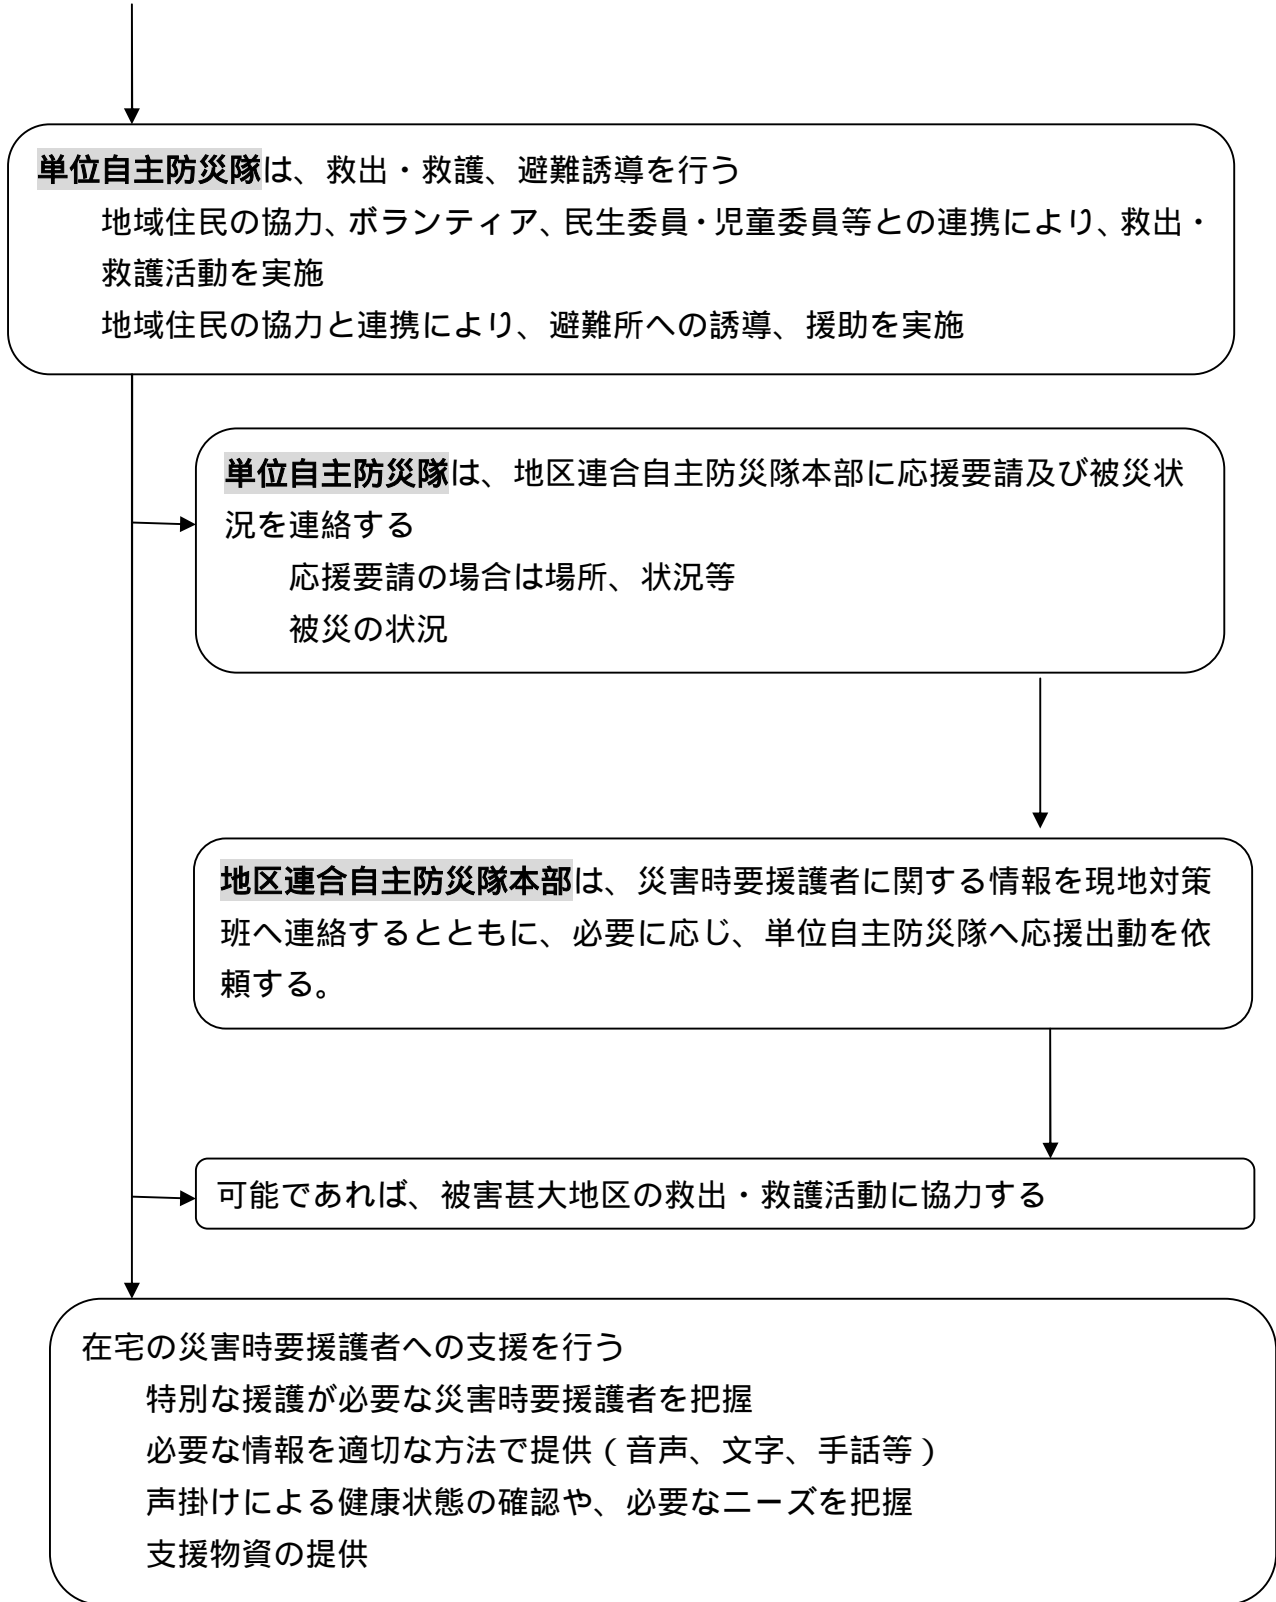 単位自主防災隊は、救出・救護、避難誘導を行う
地域住民の協力、ボランティア、民生委員・児童委員等との連携により、救出・
救護活動を実施
地域住民の協力と連携により、避難所への誘導、援助を実施
単位自主防災隊は、地区連合自主防災隊本部に応援要請及び被災状
況を連絡する
応援要請の場合は場所、状況等
被災の状況
地区連合自主防災隊本部は、災害時要援護者に関する情報を現地対策
班へ連絡するとともに、必要に応じ、単位自主防災隊へ応援出動を依
頼する。
可能であれば、被害甚大地区の救出・救護活動に協力する
在宅の災害時要援護者への支援を行う
特別な援護が必要な災害時要援護者を把握
必要な情報を適切な方法で提供(音声、文字、手話等)
声掛けによる健康状態の確認や、必要なニーズを把握
支援物資の提供